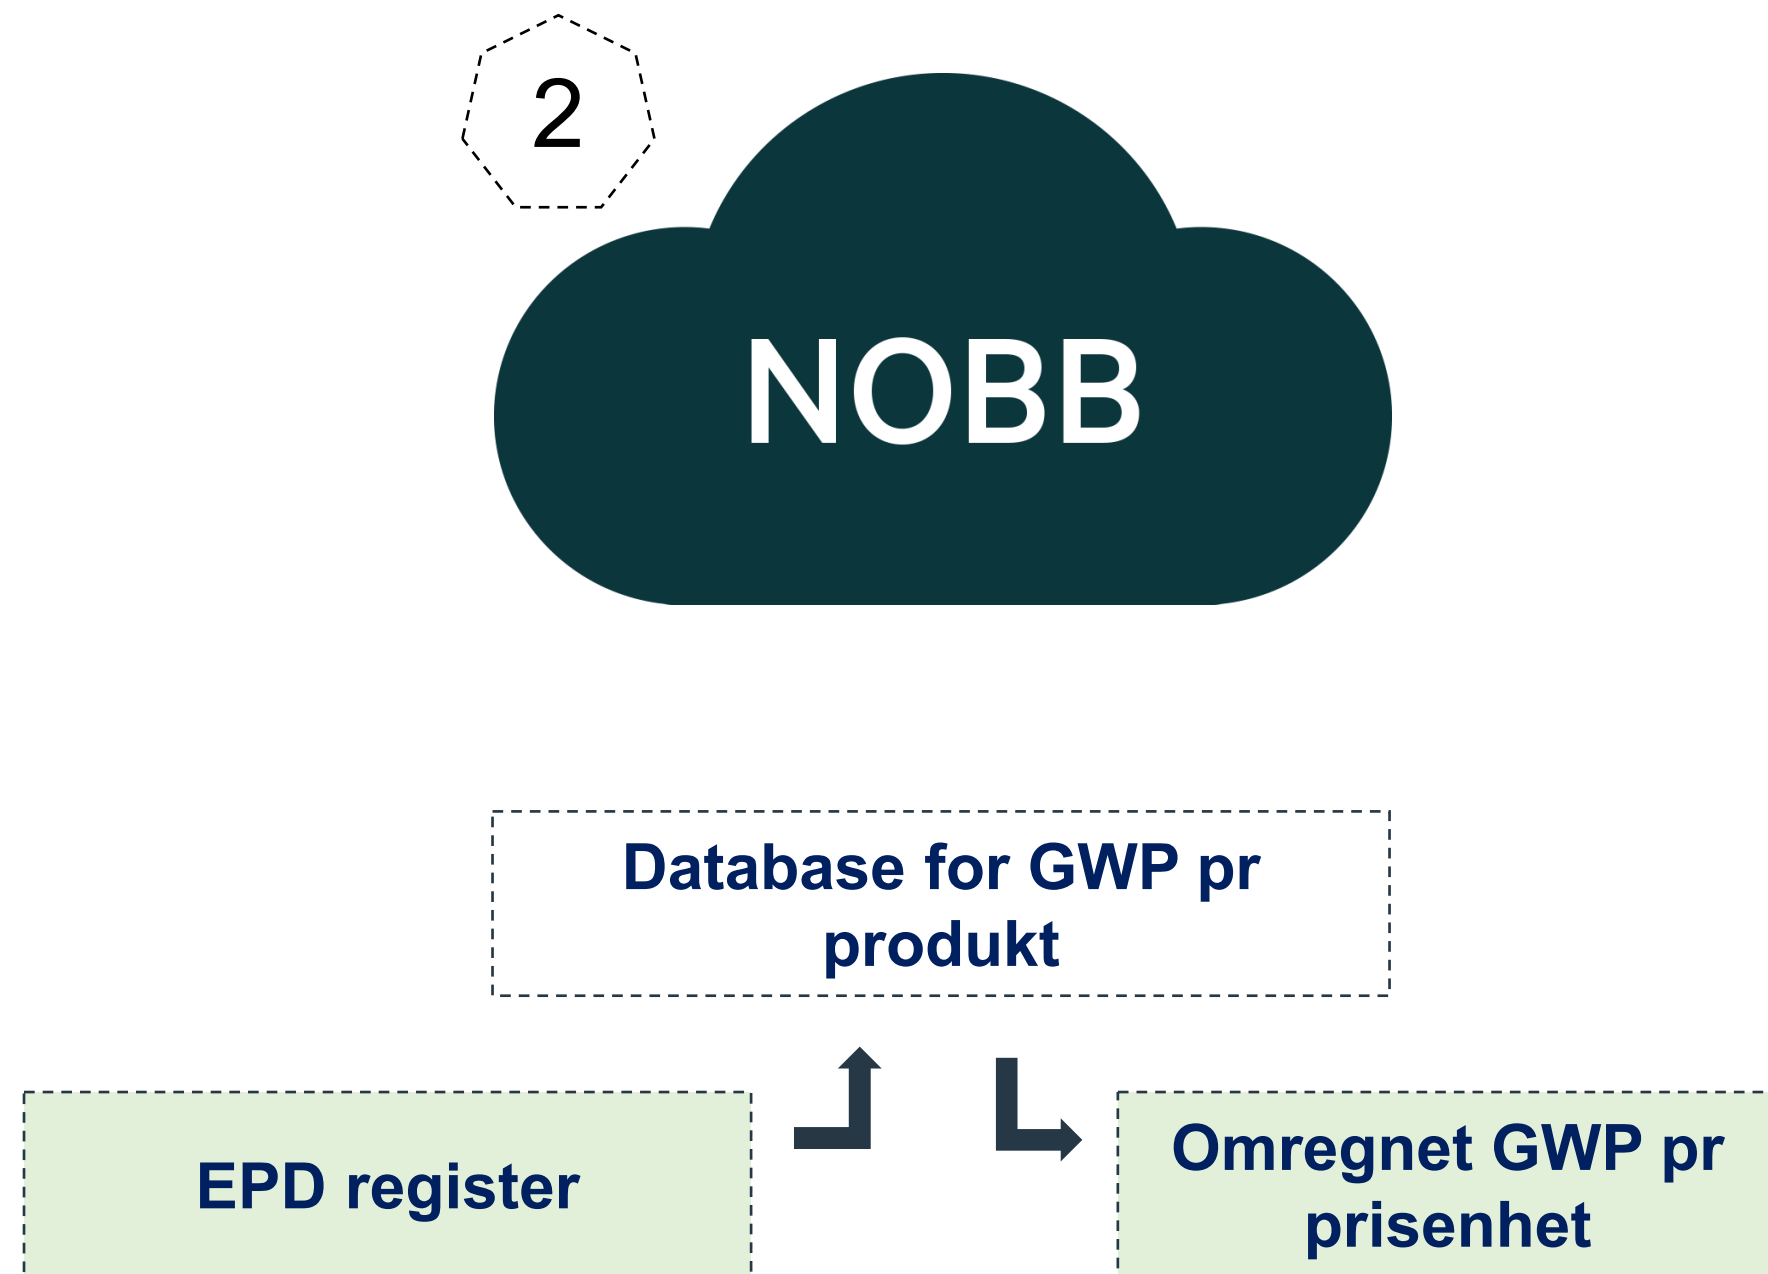 2
NOBB
Database for GWP pr
produkt
EPD register
Omregnet GWP pr
prisenhet